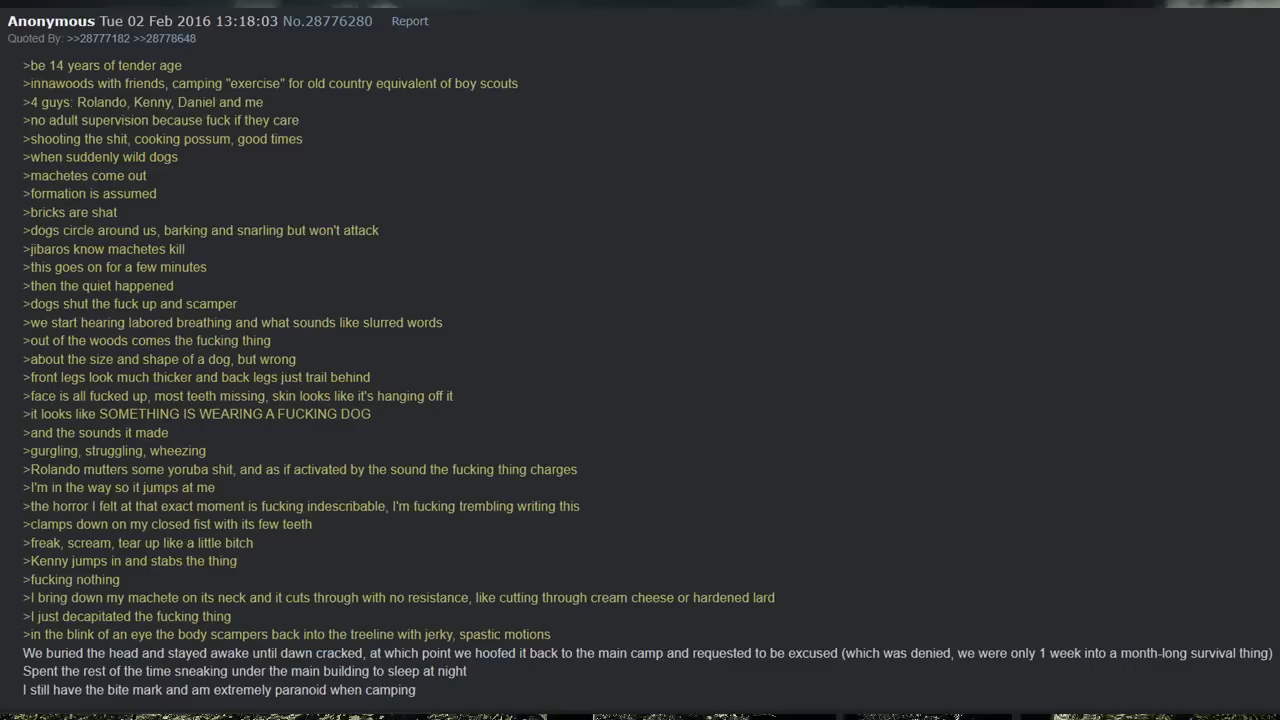 Anonymous Tue 02 Feb 2016 13:18:03 No.28776280 Report
Quoted By: >>28777182 >>28778648
>be 14 years of tender age
>innawoods with friends, camping "exercise" for old country equivalent of boy scouts
>4 guys: Rolando, Kenny, Daniel and me
>no adult supervision because fuck if they care
>shooting the shit, cooking possum, good times
>when suddenly wild dogs
>machetes come out
>formation is assumed
>bricks are shat
>dogs circle around us, barking and snarling but won't attack
>jibaros know machetes kill
>this goes on for a few minutes
>then the quiet happened
>dogs shut the fuck up and scamper
>we start hearing labored breathing and what sounds like slurred words
>out of the woods comes the fucking thing
>about the size and shape of a dog, but wrong
>front legs look much thicker and back legs just trail behind
>face is all fucked up, most teeth missing, skin looks like it's hanging off it
>it looks like SOMETHING IS WEARING A FUCKING DOG
>and the sounds it made
>gurgling, struggling, wheezing
>Rolando mutters some yoruba shit, and as if activated by the sound the fucking thing charges
>I'm in the way so it jumps at me
>the horror I felt at that exact moment is fucking indescribable, I'm fucking trembling writing this
>clamps down on my closed fist with its few teeth
>freak, scream, tear up like a little bitch
>Kenny jumps in and stabs the thing
>fucking nothing
>I bring down my machete on its neck and it cuts through with no resistance, like cutting through cream cheese or hardened lard
>I just decapitated the fucking thing
>in the blink of an eye the body scampers back into the treeline with jerky, spastic motions
We buried the head and stayed awake until dawn cracked, at which point we hoofed it back to the main camp and requested to be excused (which was denied, we were only 1 week into a month-long survival thing)
Spent the rest of the time sneaking under the main building to sleep at night
I still have the bite mark and am extremely paranoid when camping